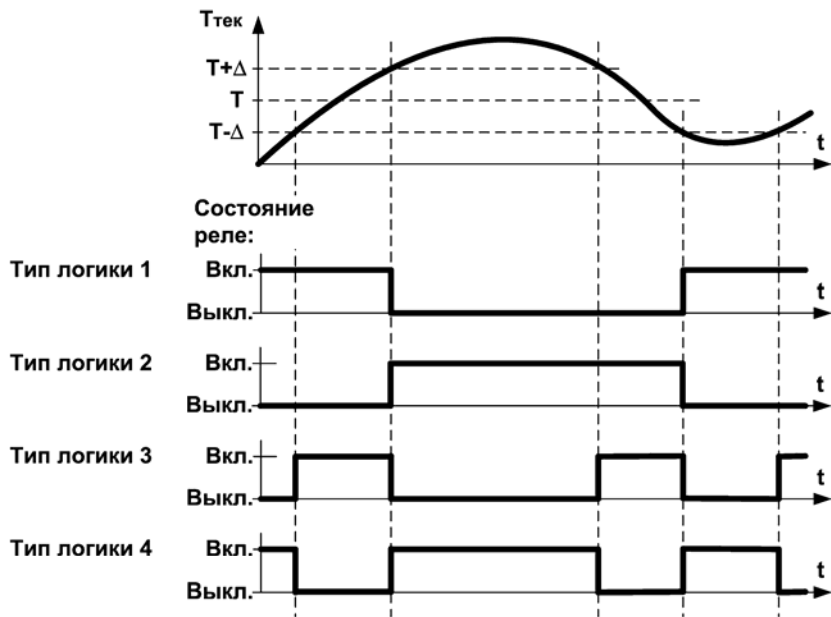 Tтек
T+Δ
T
T-Δ
t
Состояние
реле:
Тип логики 1
Вкл.
t
Выкл.
Тип логики 2
Вкл.
t
Выкл.
Тип логики 3
Вкл.
t
Выкл.
Тип логики 4
Вкл.
t
Выкл.